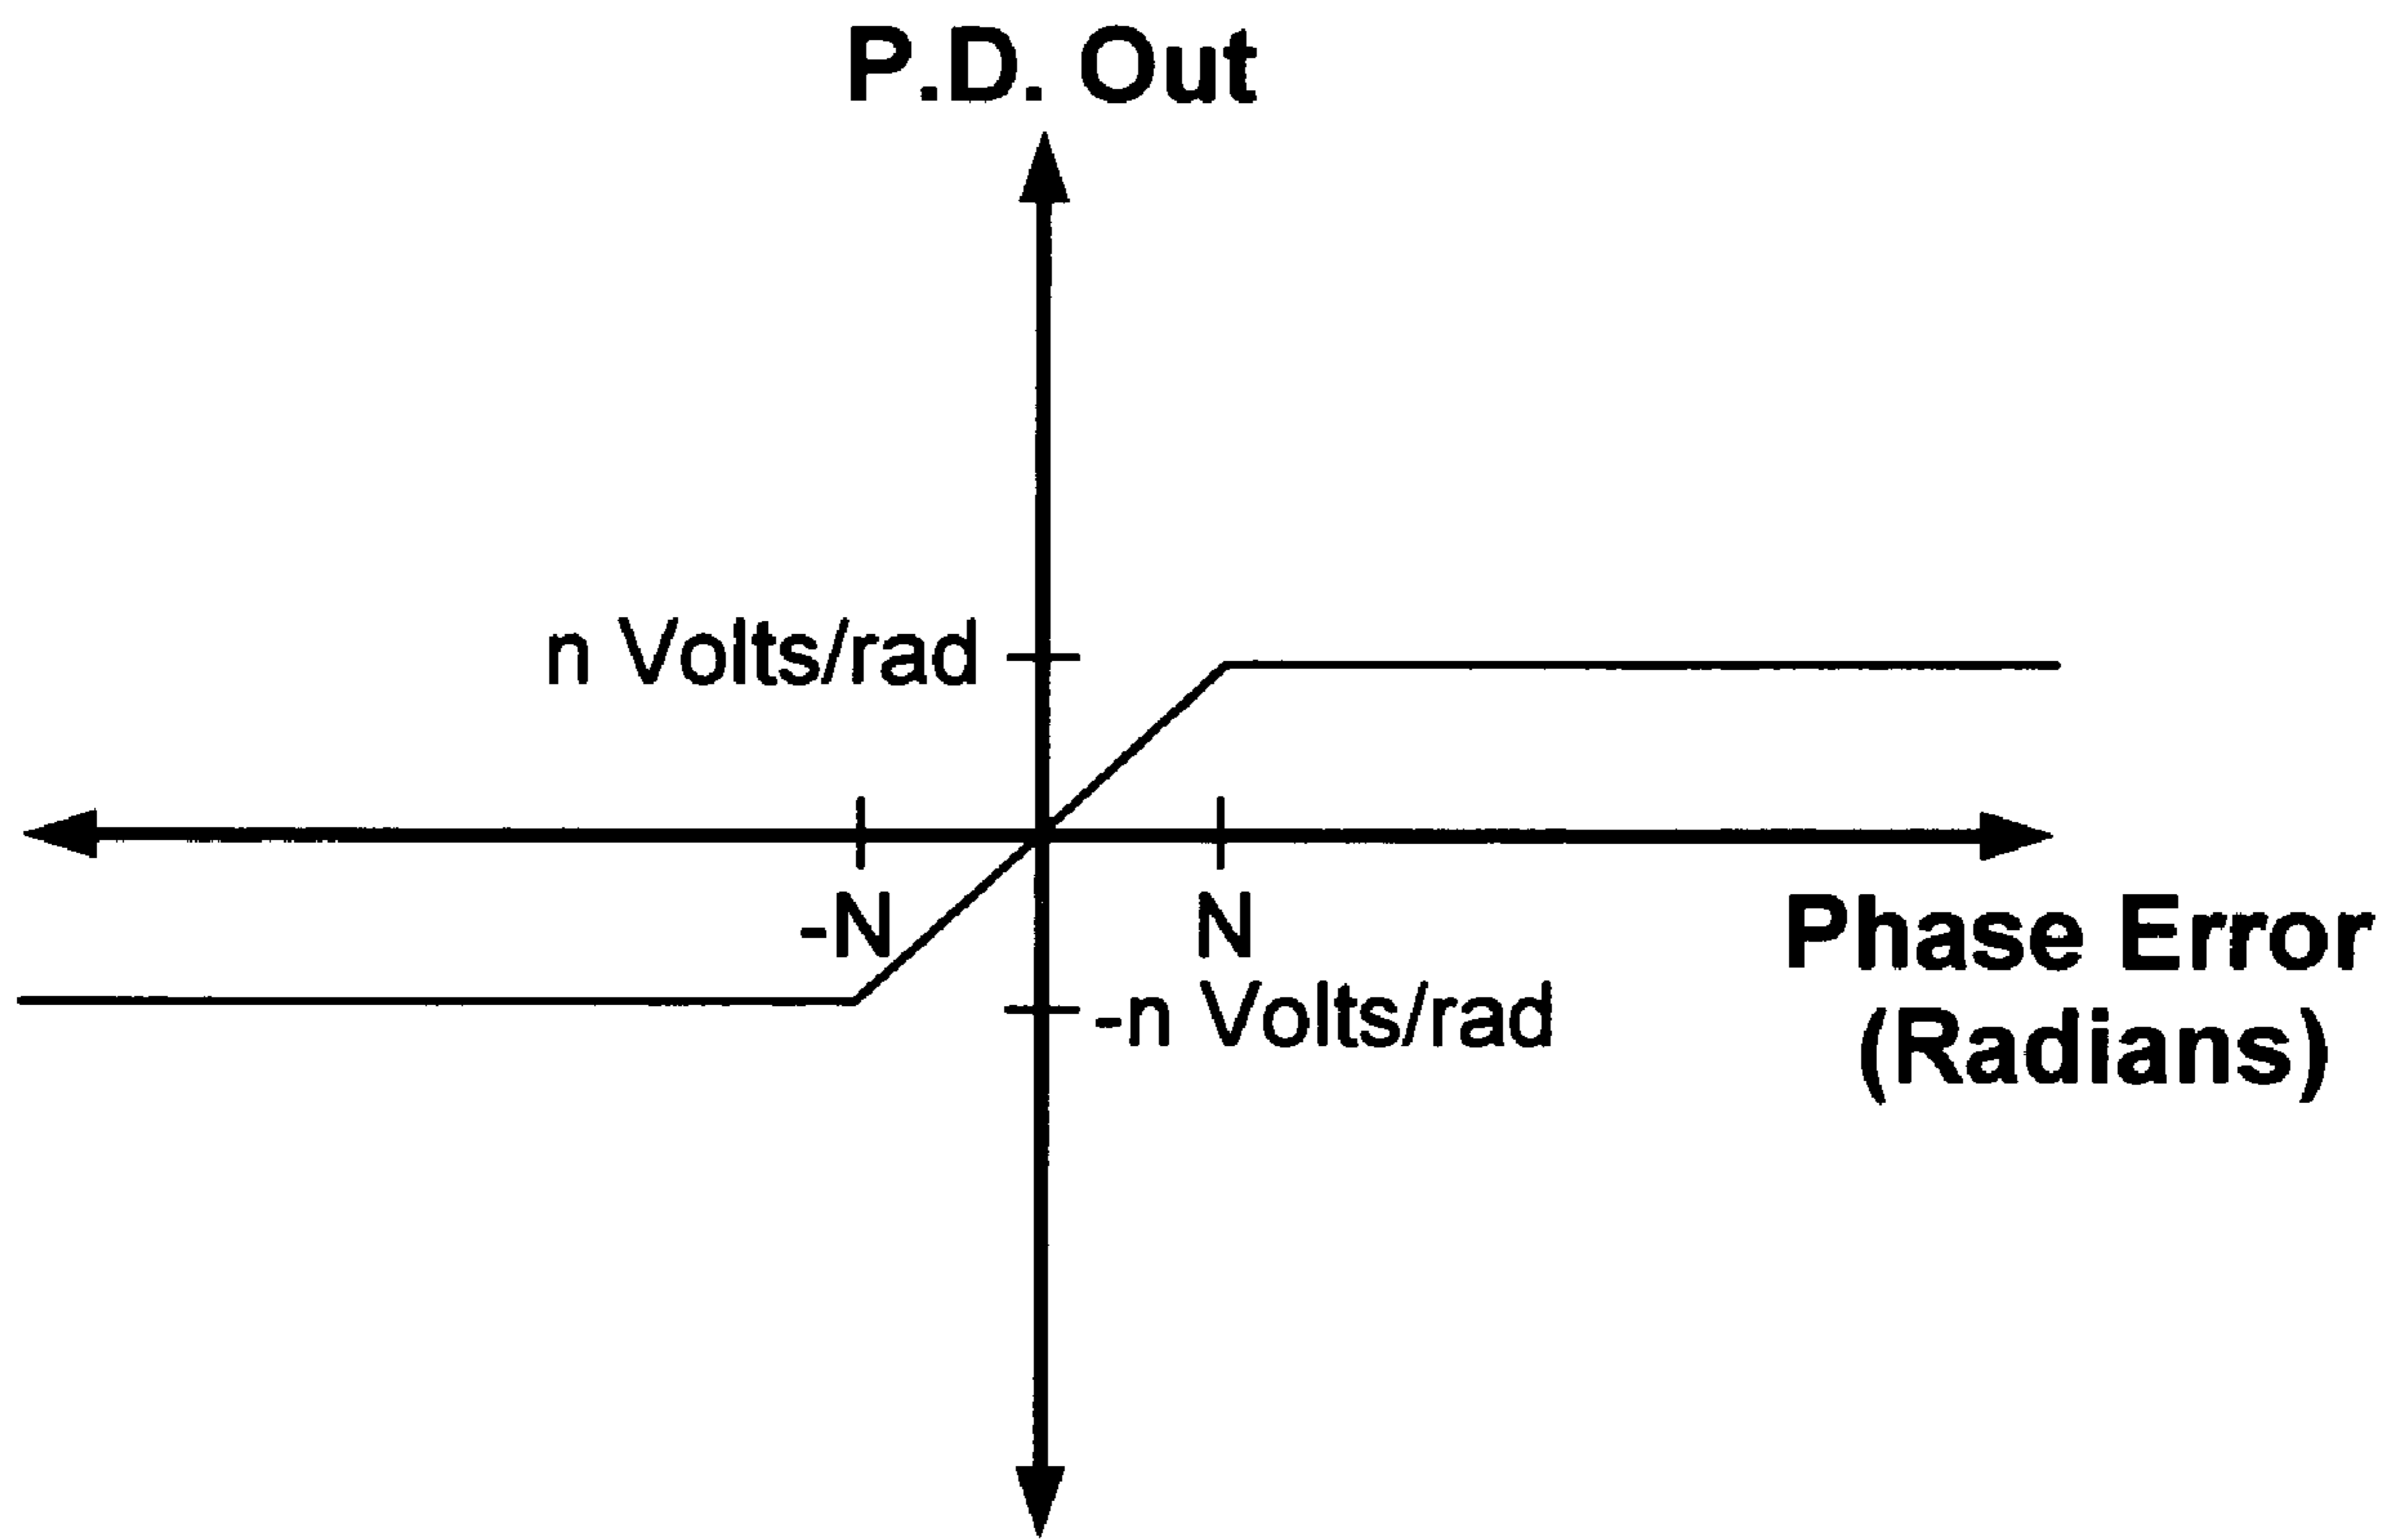 P.D. Out
n Volts/rad
-N
N
Phase Error
(Radians)
-n Volts/rad